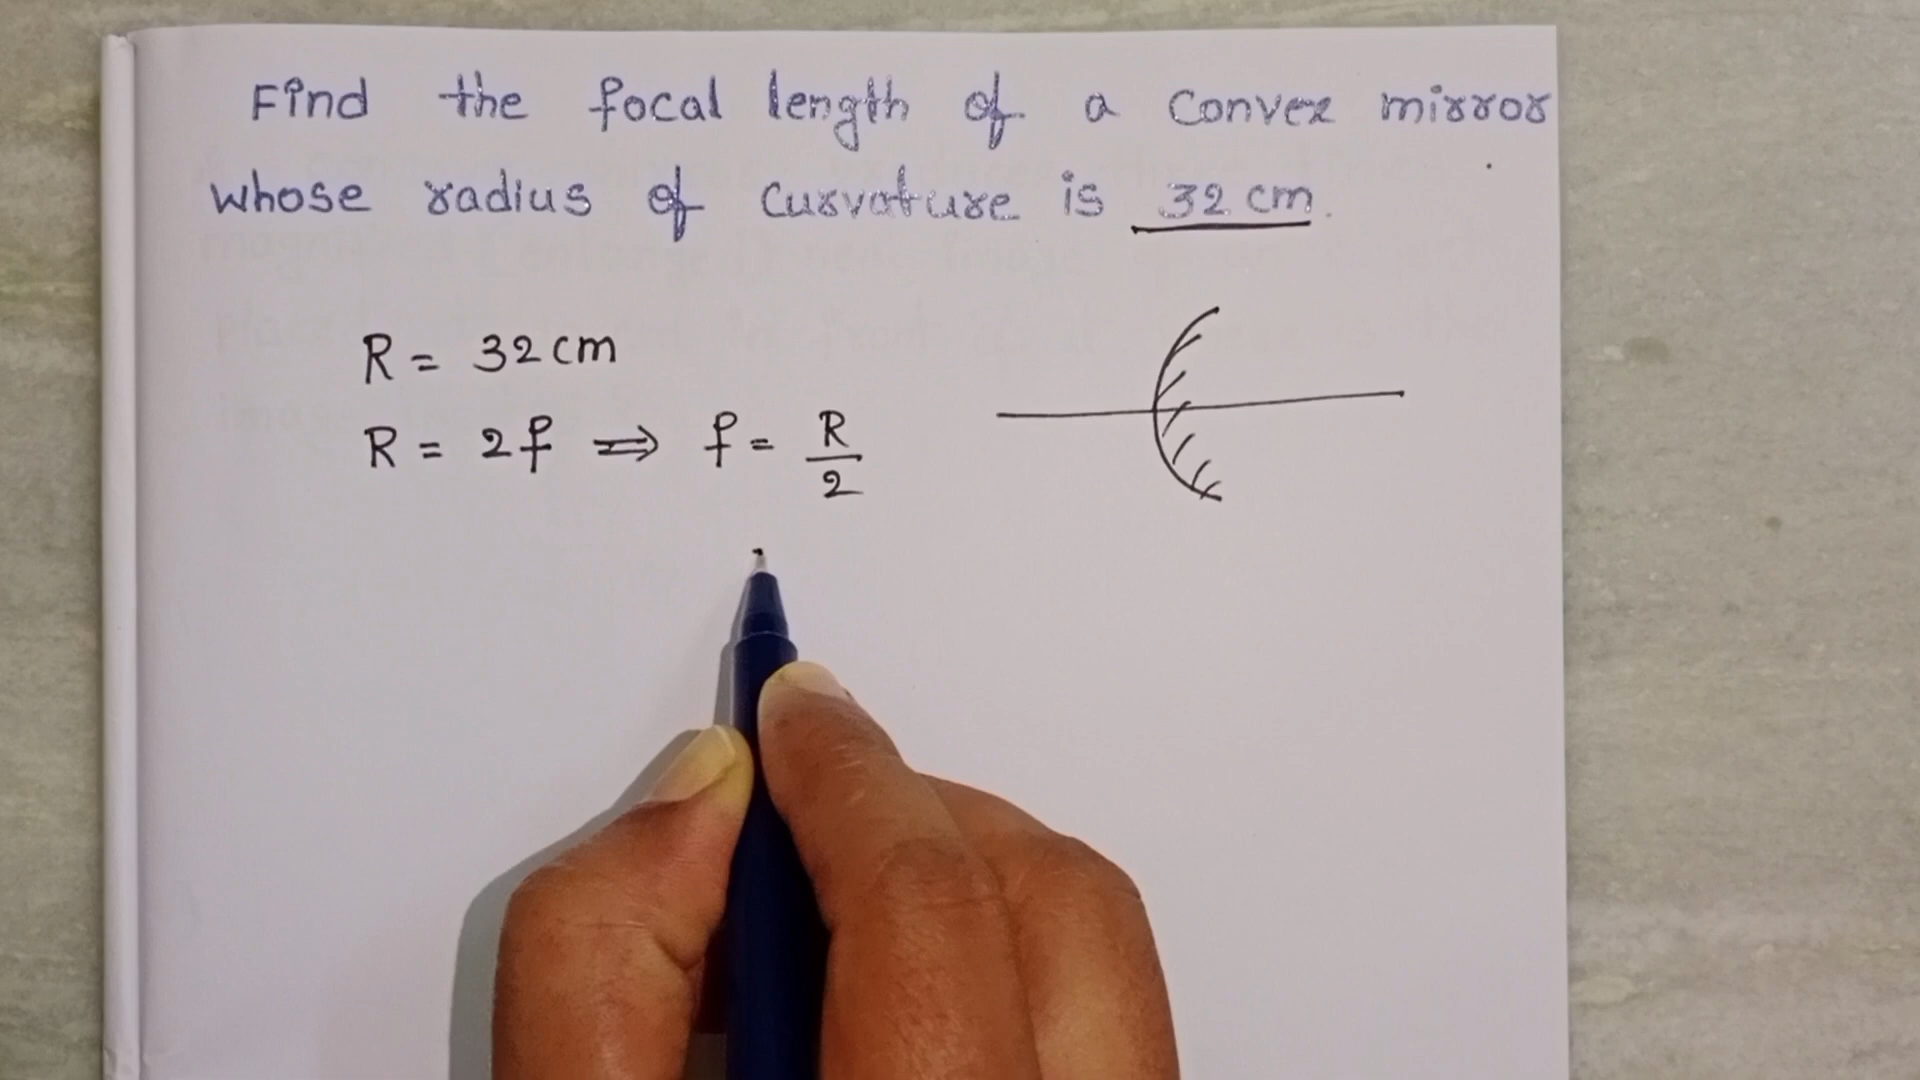 Find the focal length of a convex mirror
whose radius of curvature is 32 cm.
R = 32 cm
R = 2f ⟹ f = R/2